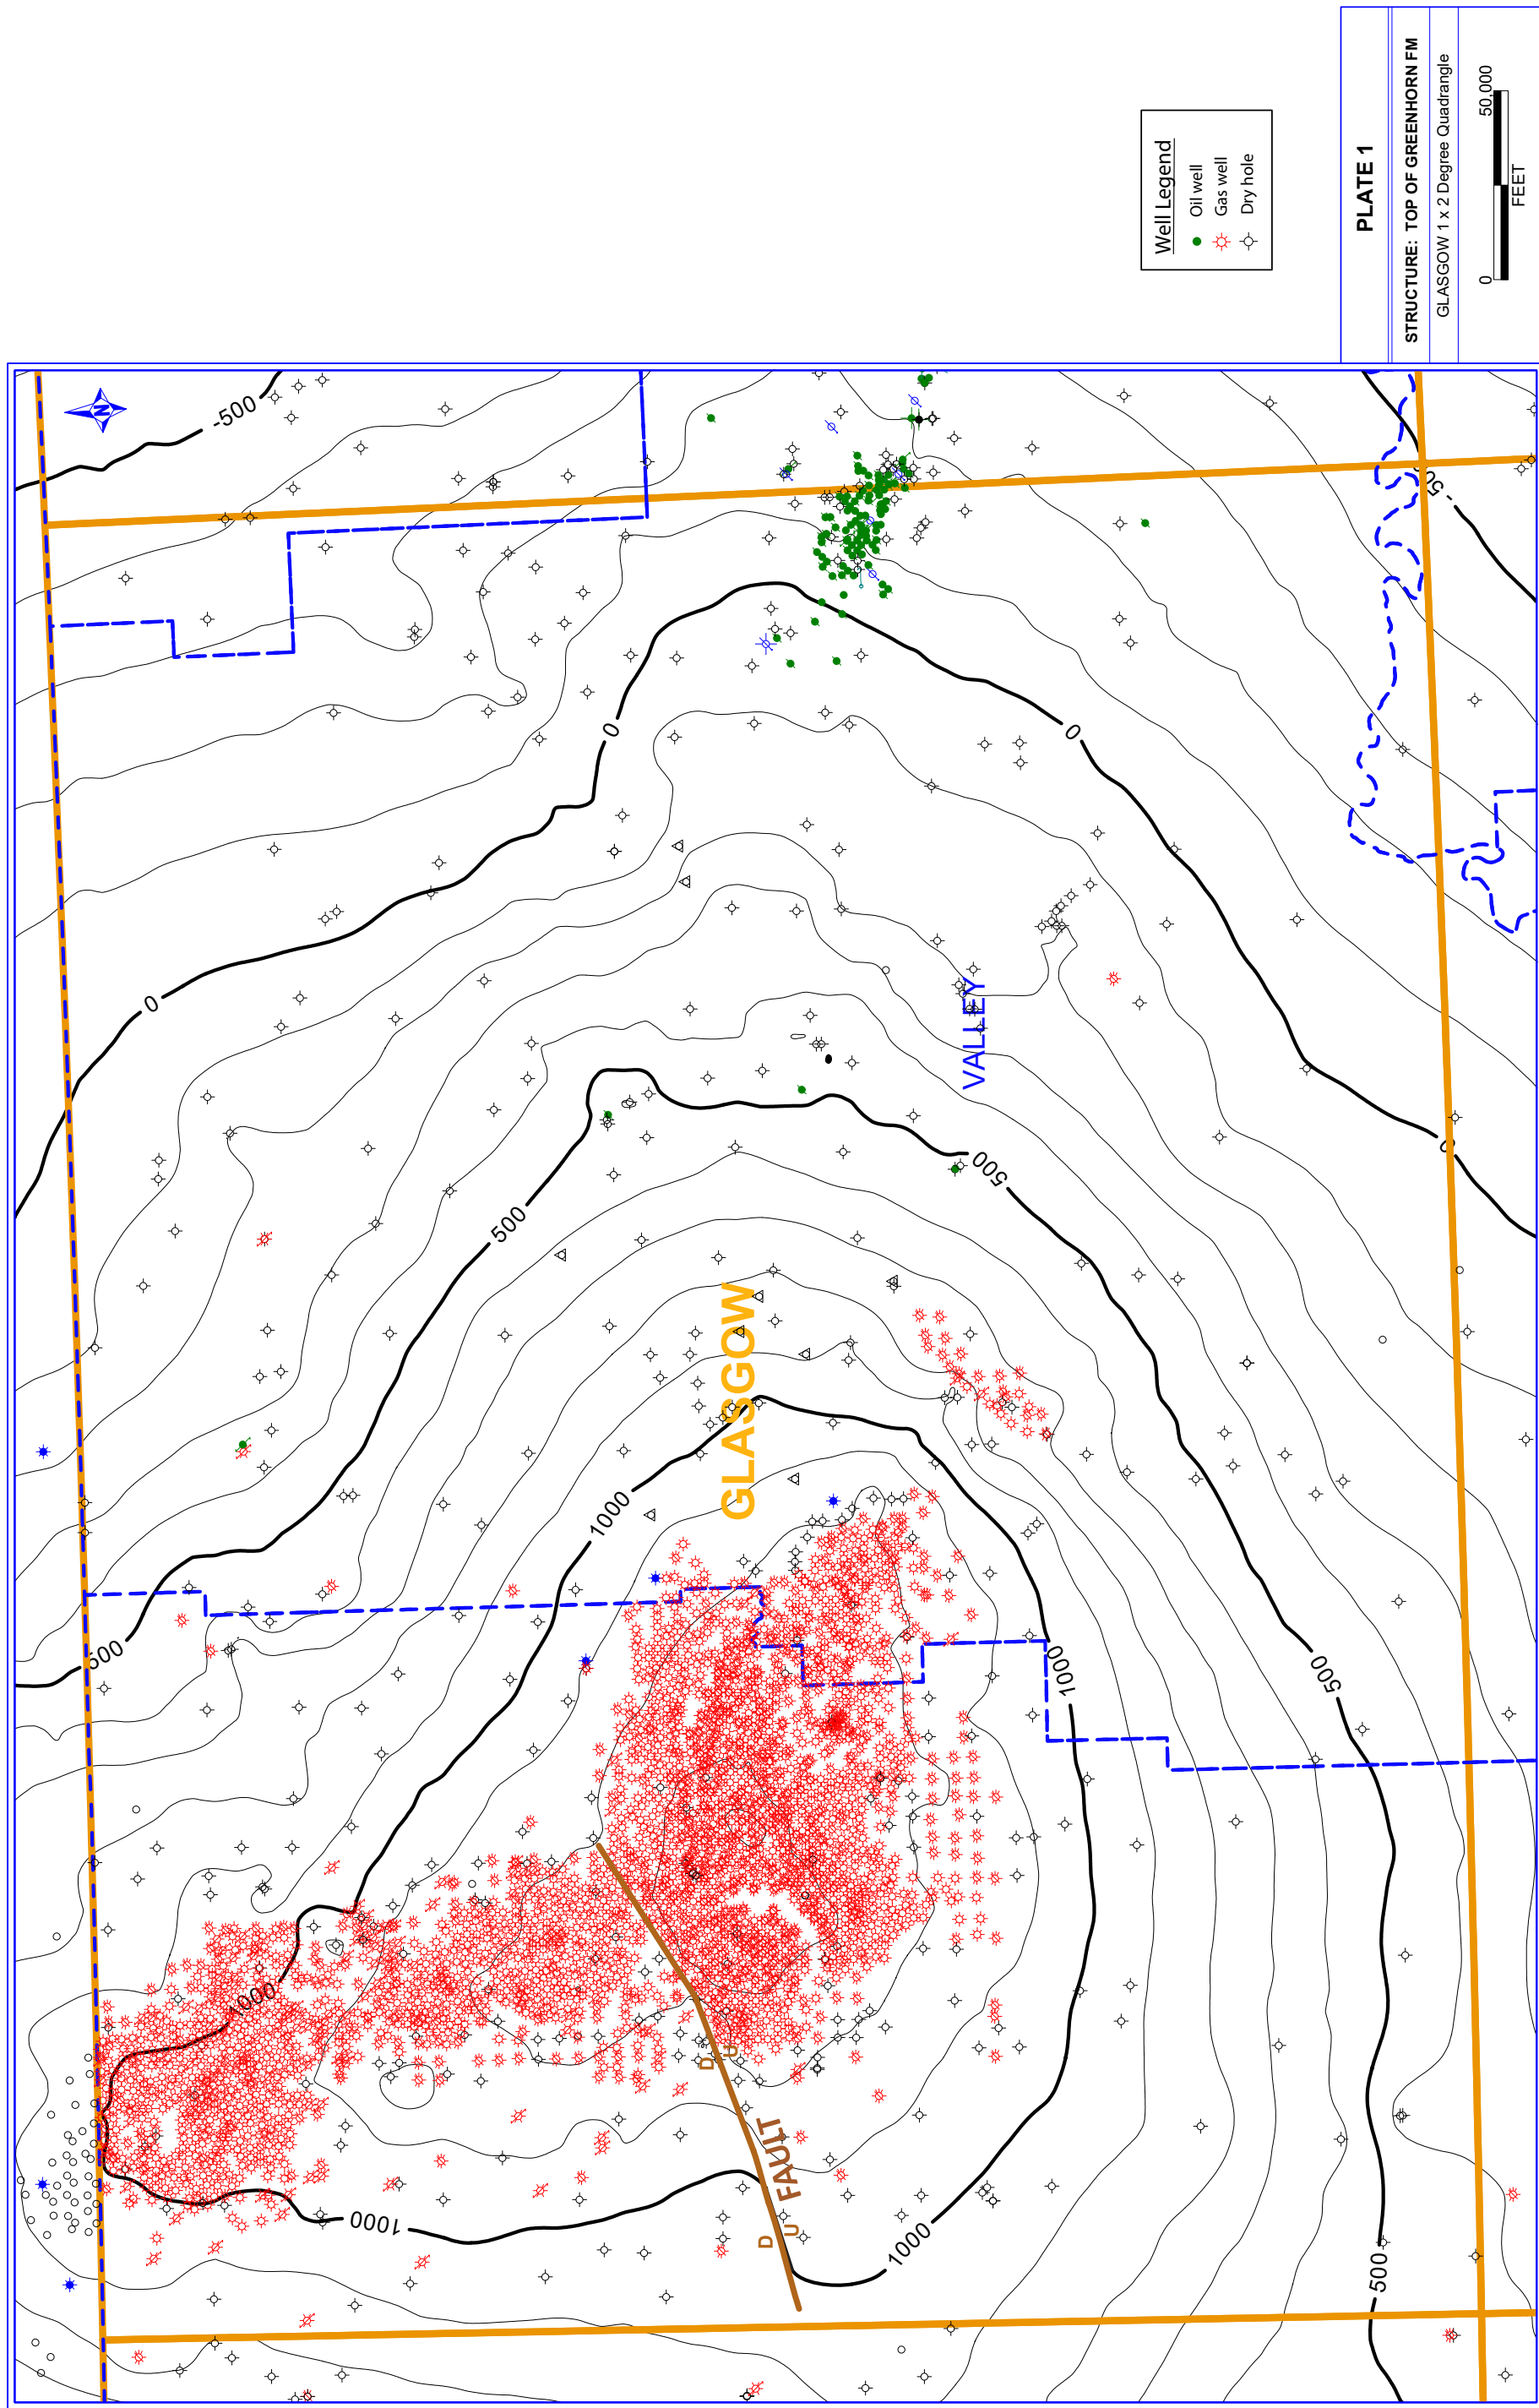 PLATE 1
STRUCTURE: TOP OF GREENHORN FM
GLASGOW 1 x 2 Degree Quadrangle
0
50,000
FEET
Well Legend
Oil well
Gas well
Dry hole
N
-500
-50
0
0
0
0
VALLEY
500
500
500
500
500
GLASGOW
1000
1000
1000
1000
1000
D
U
D
U
FAULT